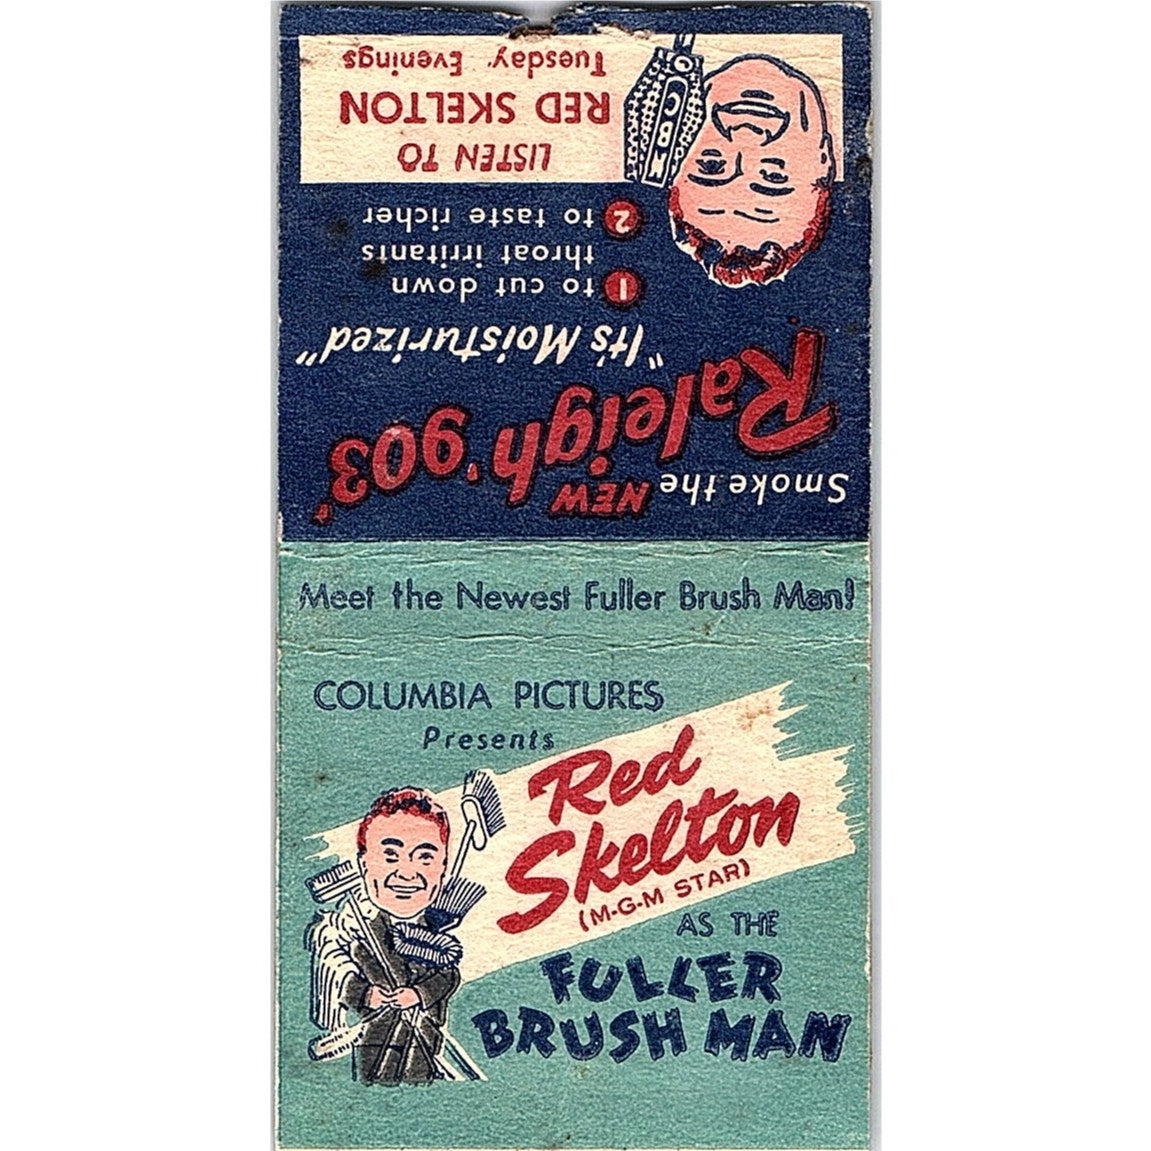 Smoke the
NEW
Raleigh '903'
"It's Moisturized"
1 to cut down
throat irritants
2 to taste richer
LISTEN TO
RED SKELTON
Tuesday Evenings
NBC
Meet the Newest Fuller Brush Man!
COLUMBIA PICTURES
Presents
Red
Skelton
(M-G-M STAR)
AS THE
FULLER
BRUSH MAN